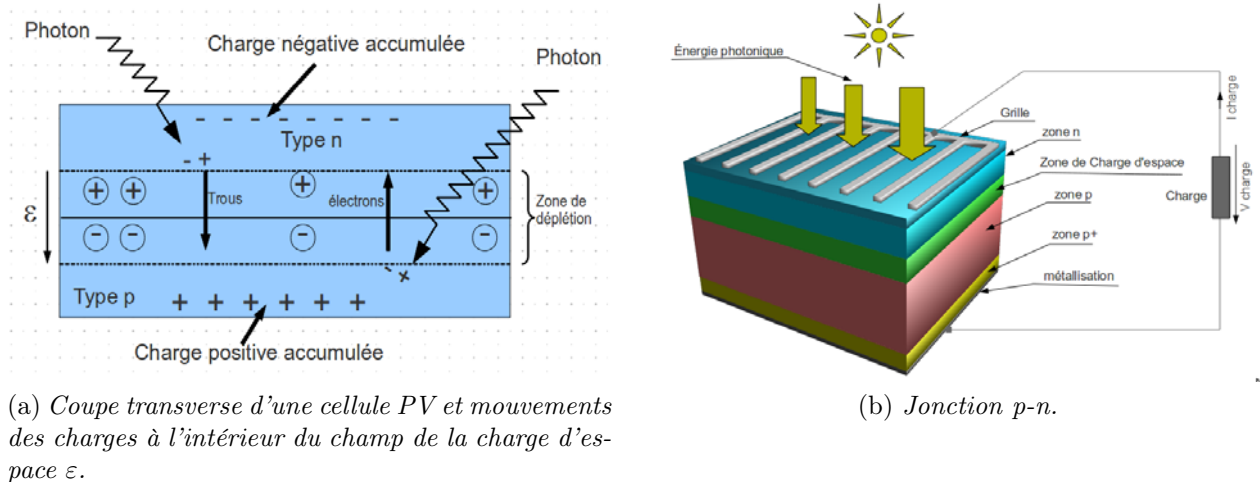 Photon
Charge négative accumulée
Photon
- - - - - - - -
Type n
- +
+ + + +
Trous
électrons
Zone de
déplétion
ε
- - - -
- +
Type p
+ + + + + +
Charge positive accumulée
(a) Coupe transverse d'une cellule PV et mouvements
des charges à l'intérieur du champ de la charge d'es-
pace ε.
Énergie photonique
Grille
zone n
Zone de Charge d'espace
zone p
zone p+
métallisation
Charge
I charge
V charge
(b) Jonction p-n.